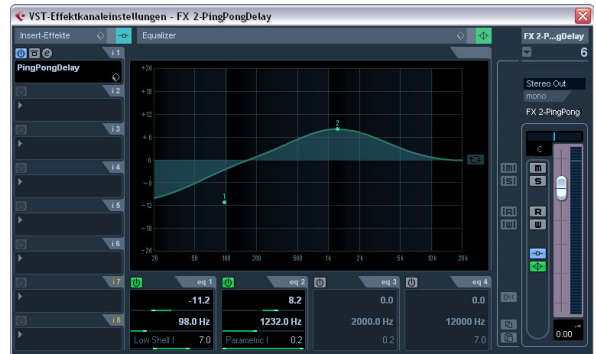 VST-Effektkanaleinstellungen - FX 2-PingPongDelay
Insert-Effekte
Equalizer
FX 2-P...gDelay
6
e
i 1
PingPongDelay
i 2
i 3
i 4
i 5
i 6
i 7
i 8
+24
+18
+12
+6
0
-6
-12
-18
-24
20
50
100
200
500
1k
2k
5k
10k
20k
1
2
eq 1
-11.2
98.0 Hz
Low Shelf I
7.0
eq 2
8.2
1232.0 Hz
Parametric I
0.2
eq 3
0.0
2000.0 Hz
0.2
eq 4
0.0
12000 Hz
7.0
Stereo Out
mono
FX 2-PingPong
C
[m]
m
[S]
S
[R]
R
[W]
W
0.00
-∞